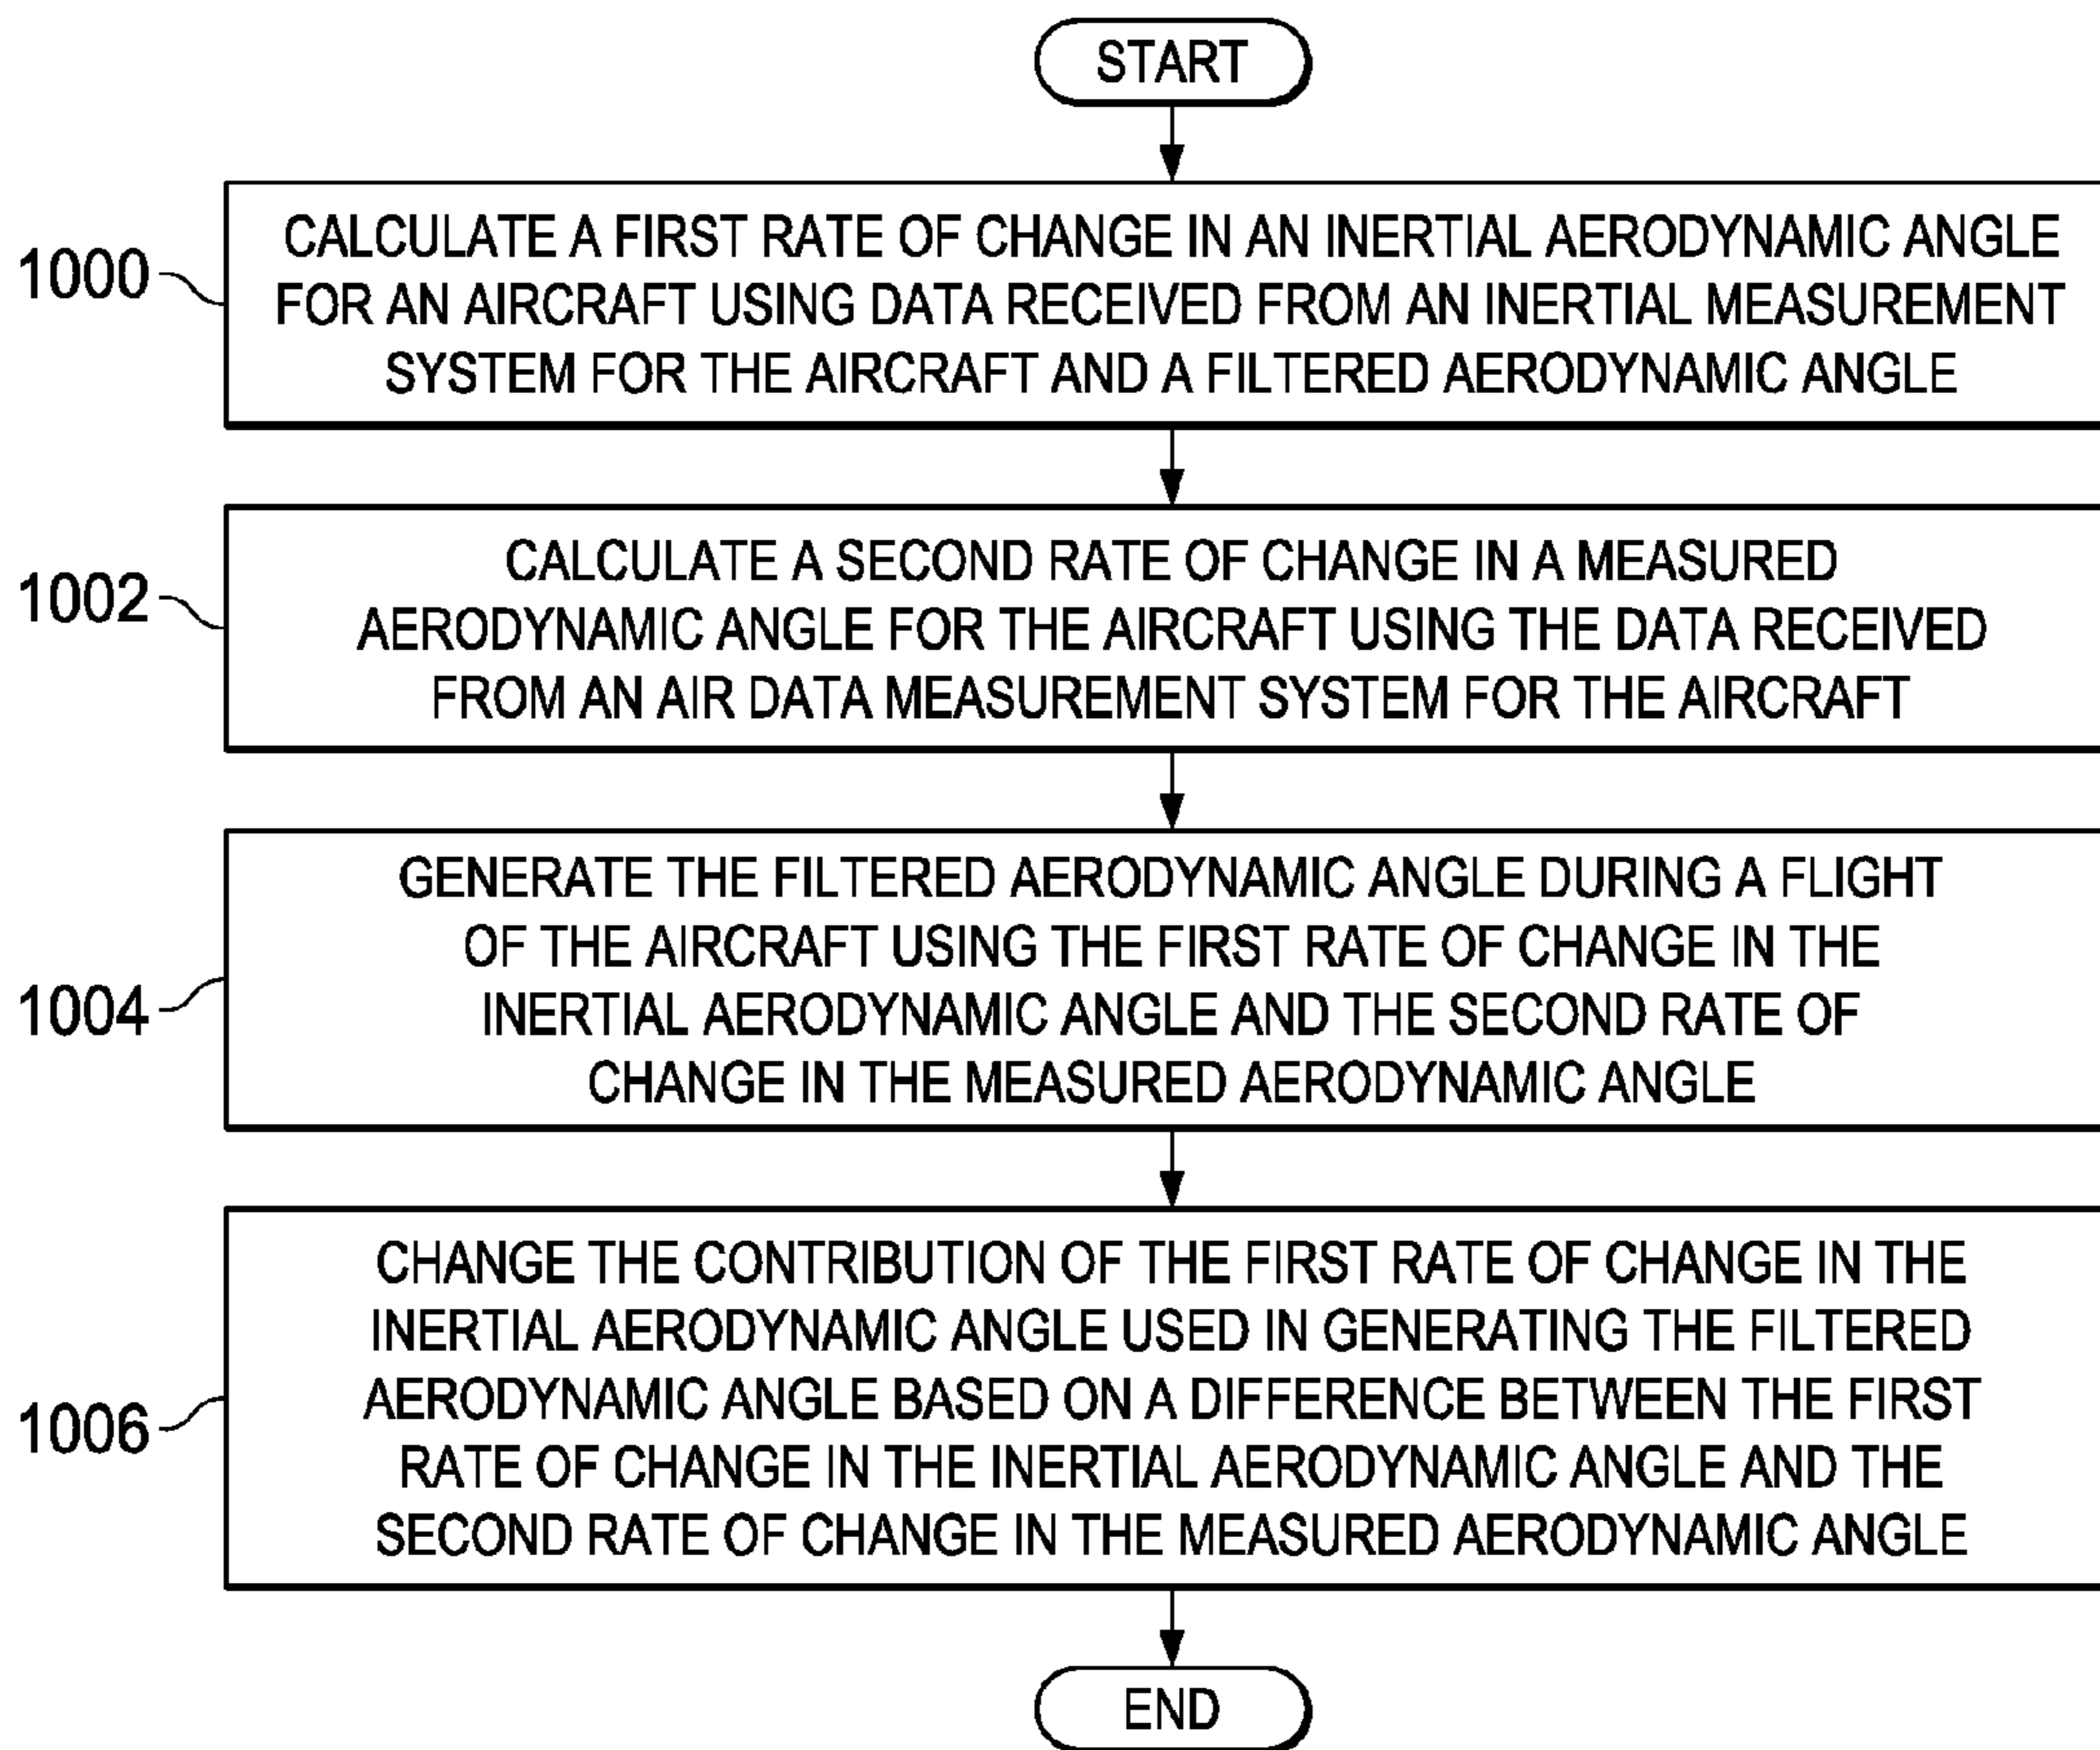 START
1000
CALCULATE A FIRST RATE OF CHANGE IN AN INERTIAL AERODYNAMIC ANGLE
FOR AN AIRCRAFT USING DATA RECEIVED FROM AN INERTIAL MEASUREMENT
SYSTEM FOR THE AIRCRAFT AND A FILTERED AERODYNAMIC ANGLE
1002
CALCULATE A SECOND RATE OF CHANGE IN A MEASURED
AERODYNAMIC ANGLE FOR THE AIRCRAFT USING THE DATA RECEIVED
FROM AN AIR DATA MEASUREMENT SYSTEM FOR THE AIRCRAFT
1004
GENERATE THE FILTERED AERODYNAMIC ANGLE DURING A FLIGHT
OF THE AIRCRAFT USING THE FIRST RATE OF CHANGE IN THE
INERTIAL AERODYNAMIC ANGLE AND THE SECOND RATE OF
CHANGE IN THE MEASURED AERODYNAMIC ANGLE
1006
CHANGE THE CONTRIBUTION OF THE FIRST RATE OF CHANGE IN THE
INERTIAL AERODYNAMIC ANGLE USED IN GENERATING THE FILTERED
AERODYNAMIC ANGLE BASED ON A DIFFERENCE BETWEEN THE FIRST
RATE OF CHANGE IN THE INERTIAL AERODYNAMIC ANGLE AND THE
SECOND RATE OF CHANGE IN THE MEASURED AERODYNAMIC ANGLE
END